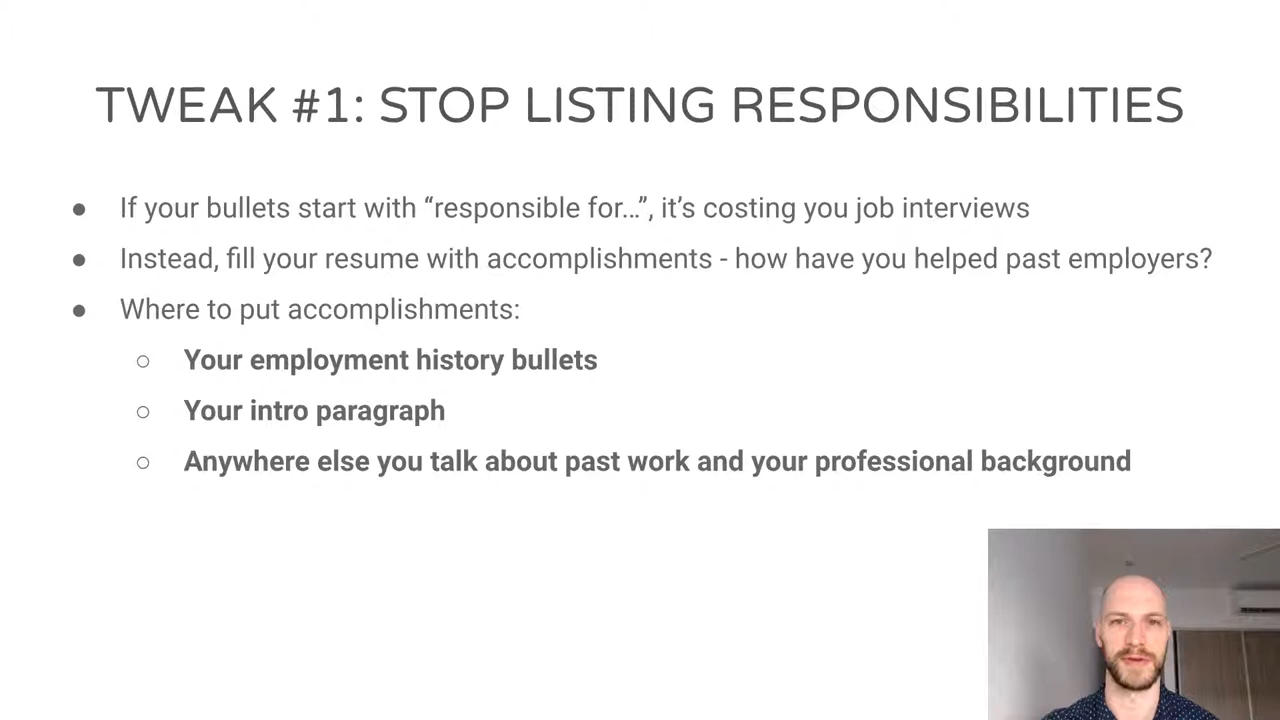 TWEAK #1: STOP LISTING RESPONSIBILITIES
● If your bullets start with “responsible for…”, it’s costing you job interviews
● Instead, fill your resume with accomplishments - how have you helped past employers?
● Where to put accomplishments:
○ Your employment history bullets
○ Your intro paragraph
○ Anywhere else you talk about past work and your professional background